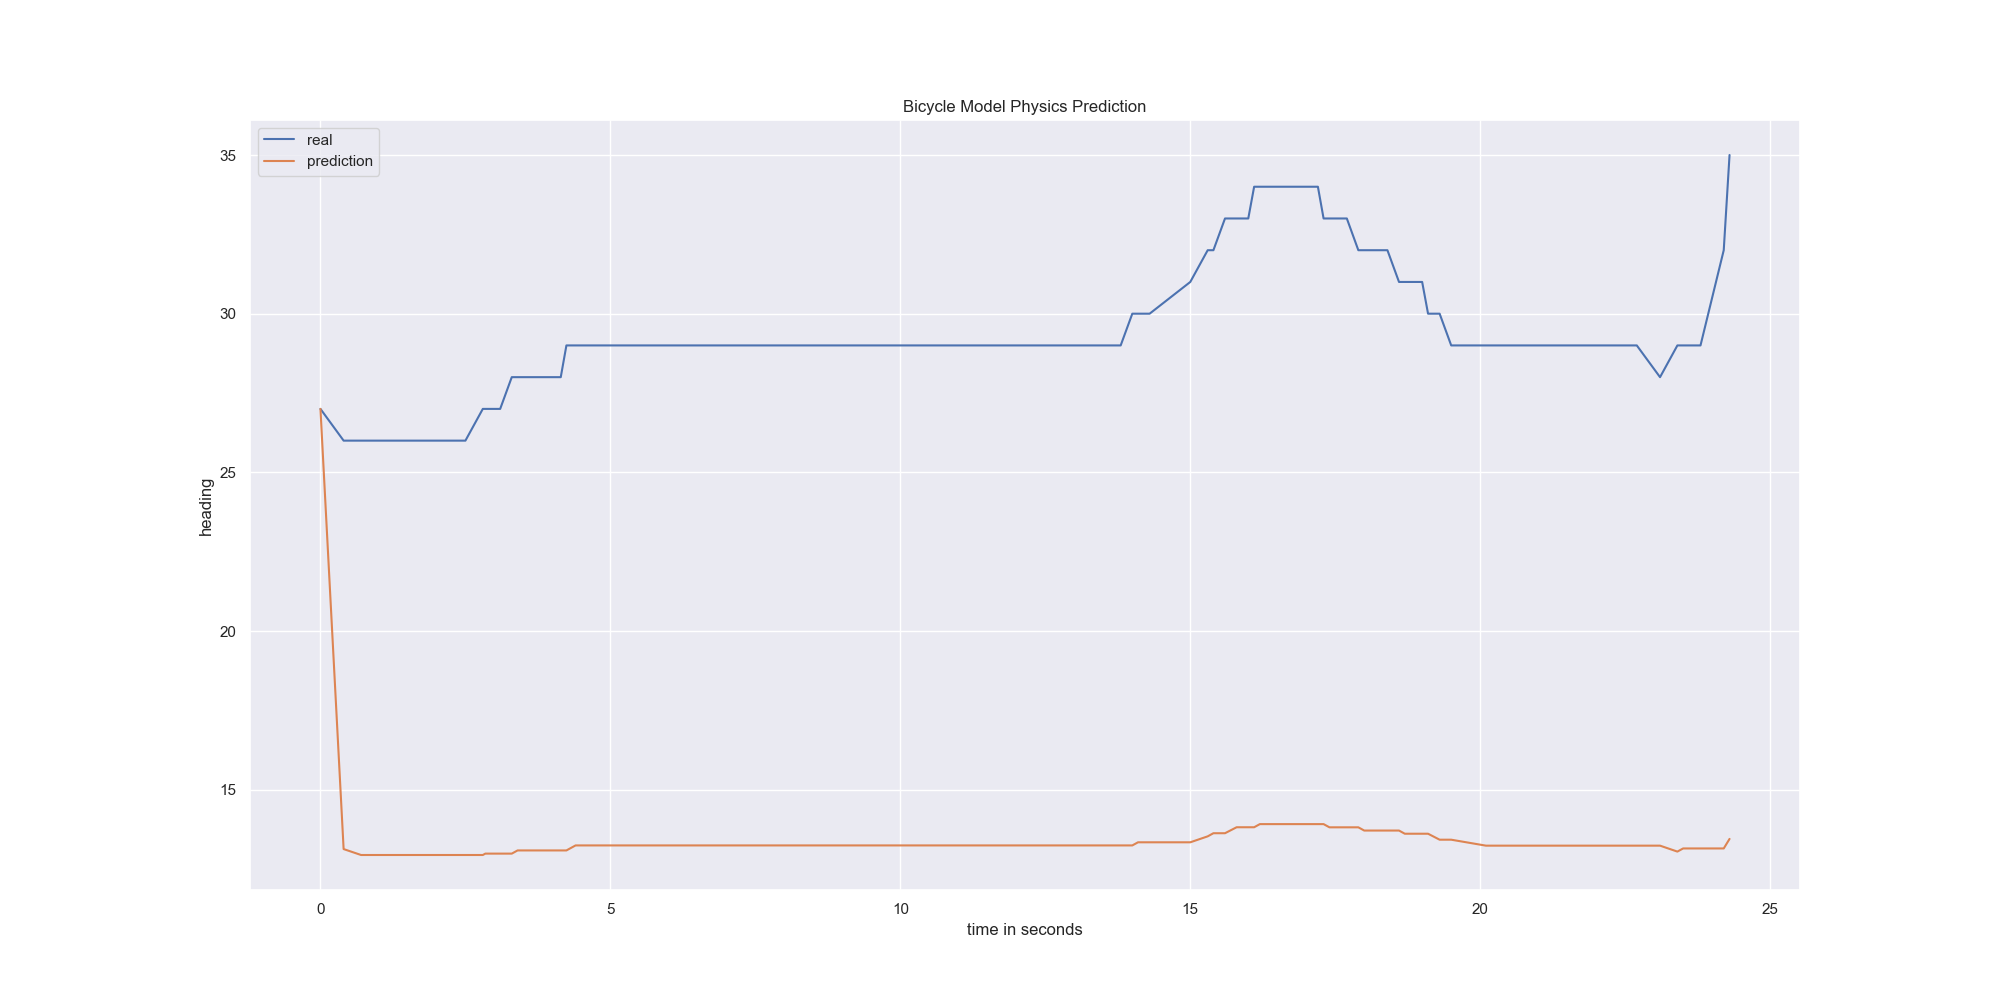 Bicycle Model Physics Prediction
real
prediction
35
30
25
20
15
heading
0 5 10 15 20 25
time in seconds